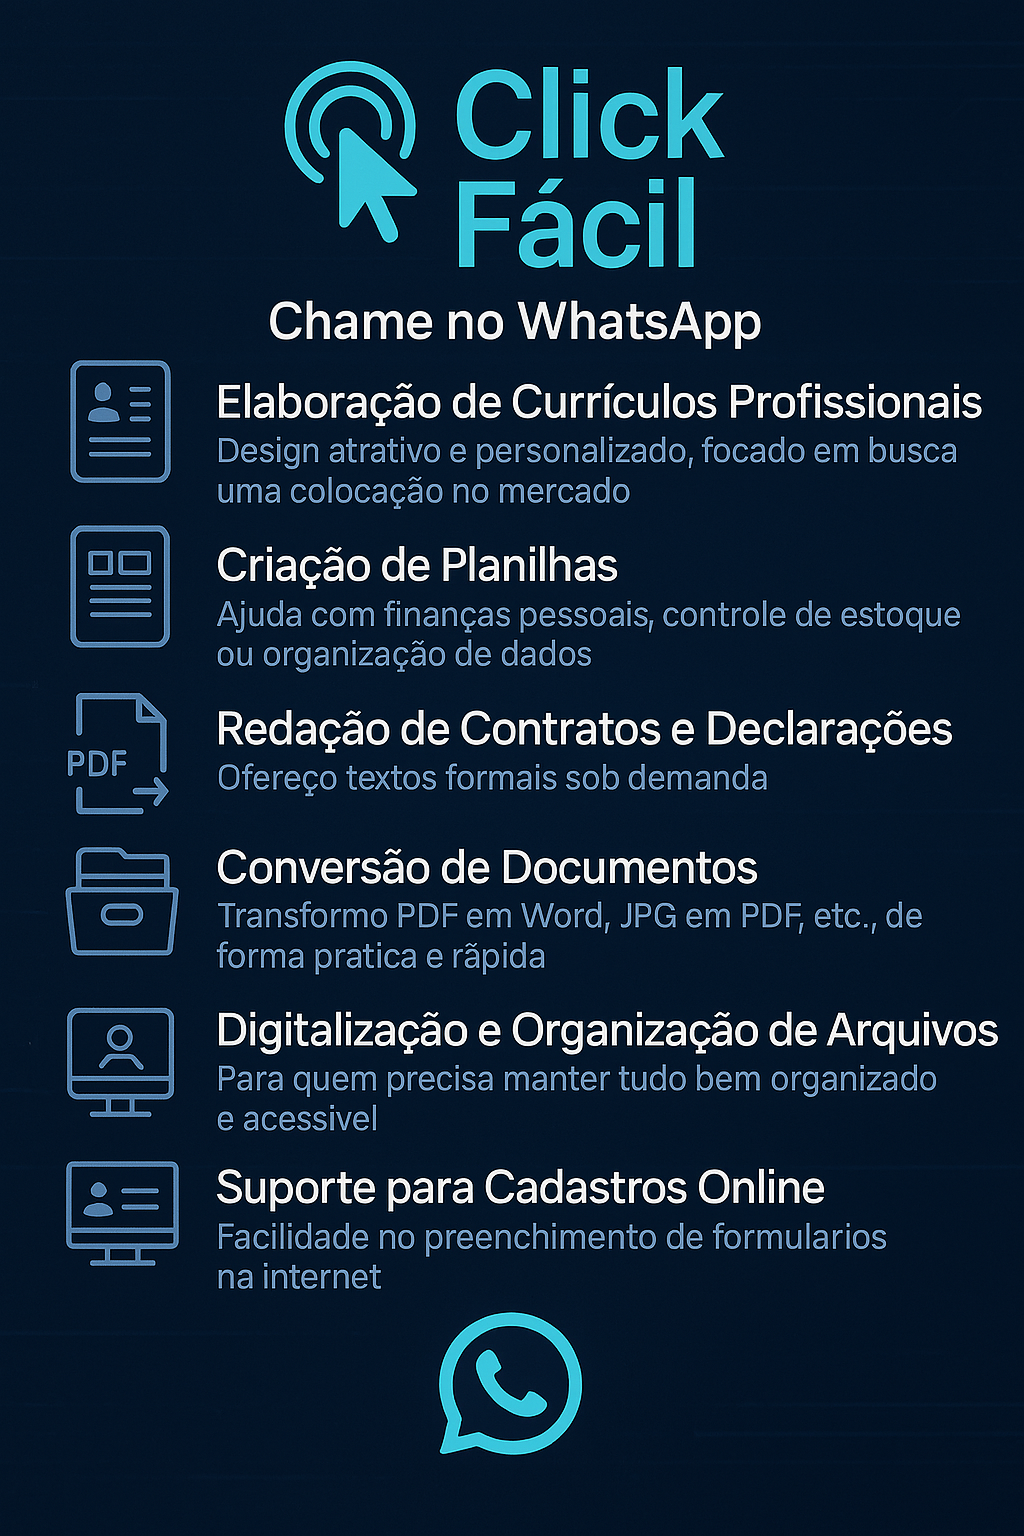 Click
Fácil
Chame no WhatsApp
Elaboração de Currículos Profissionais
Design atrativo e personalizado, focado em busca
uma colocação no mercado
Criação de Planilhas
Ajuda com finanças pessoais, controle de estoque
ou organização de dados
Redação de Contratos e Declarações
Ofereço textos formais sob demanda
PDF
Conversão de Documentos
Transformo PDF em Word, JPG em PDF, etc., de
forma pratica e rãpida
Digitalização e Organização de Arquivos
Para quem precisa manter tudo bem organizado
e acessivel
Suporte para Cadastros Online
Facilidade no preenchimento de formularios
na internet